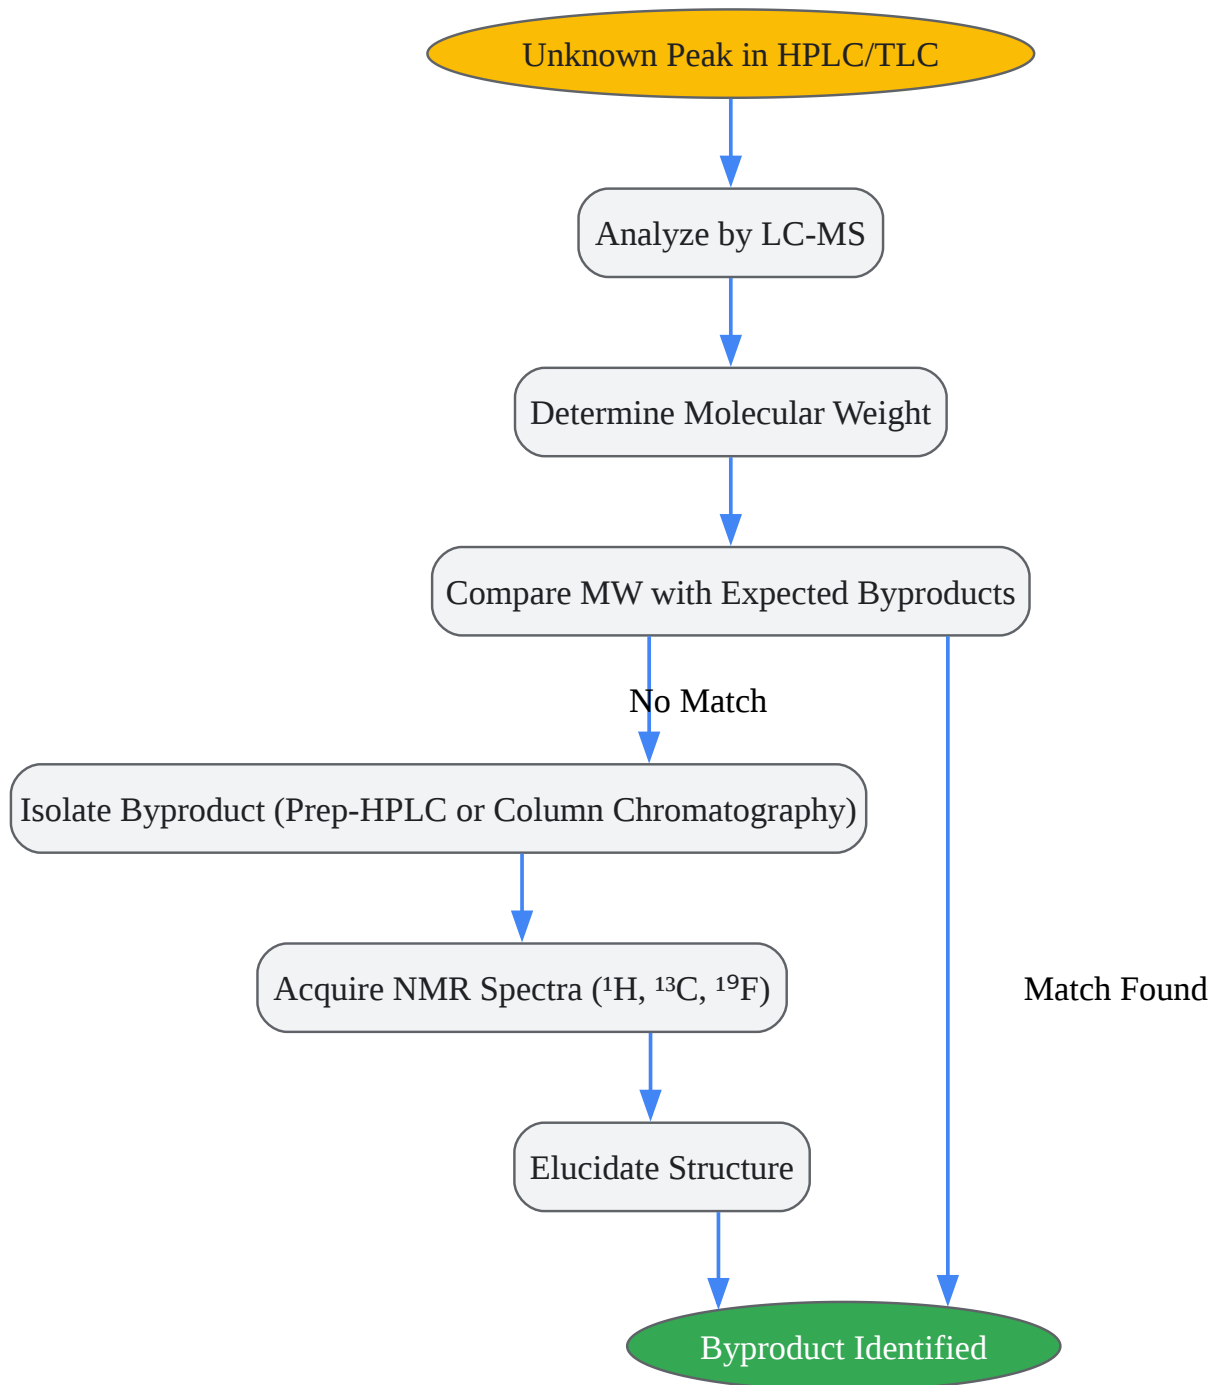 Unknown Peak in HPLC/TLC
Analyze by LC-MS
Determine Molecular Weight
Compare MW with Expected Byproducts
No Match
Isolate Byproduct (Prep-HPLC or Column Chromatography)
Acquire NMR Spectra (¹H, ¹³C, ¹⁹F)
Match Found
Elucidate Structure
Byproduct Identified